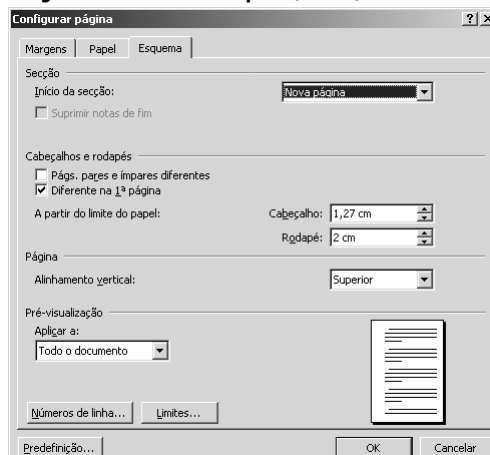 Configurar página
Margens Papel Esquema
Secção
Início da secção: Nova página
Suprimir notas de fim
Cabeçalhos e rodapés
Págs. pares e ímpares diferentes
Diferente na 1ª página
A partir do limite do papel: Cabeçalho: 1,27 cm
Rodapé: 2 cm
Página
Alinhamento vertical: Superior
Pré-visualização
Aplicar a:
Todo o documento
Números de linha... Limites...
Predefinição... OK Cancelar